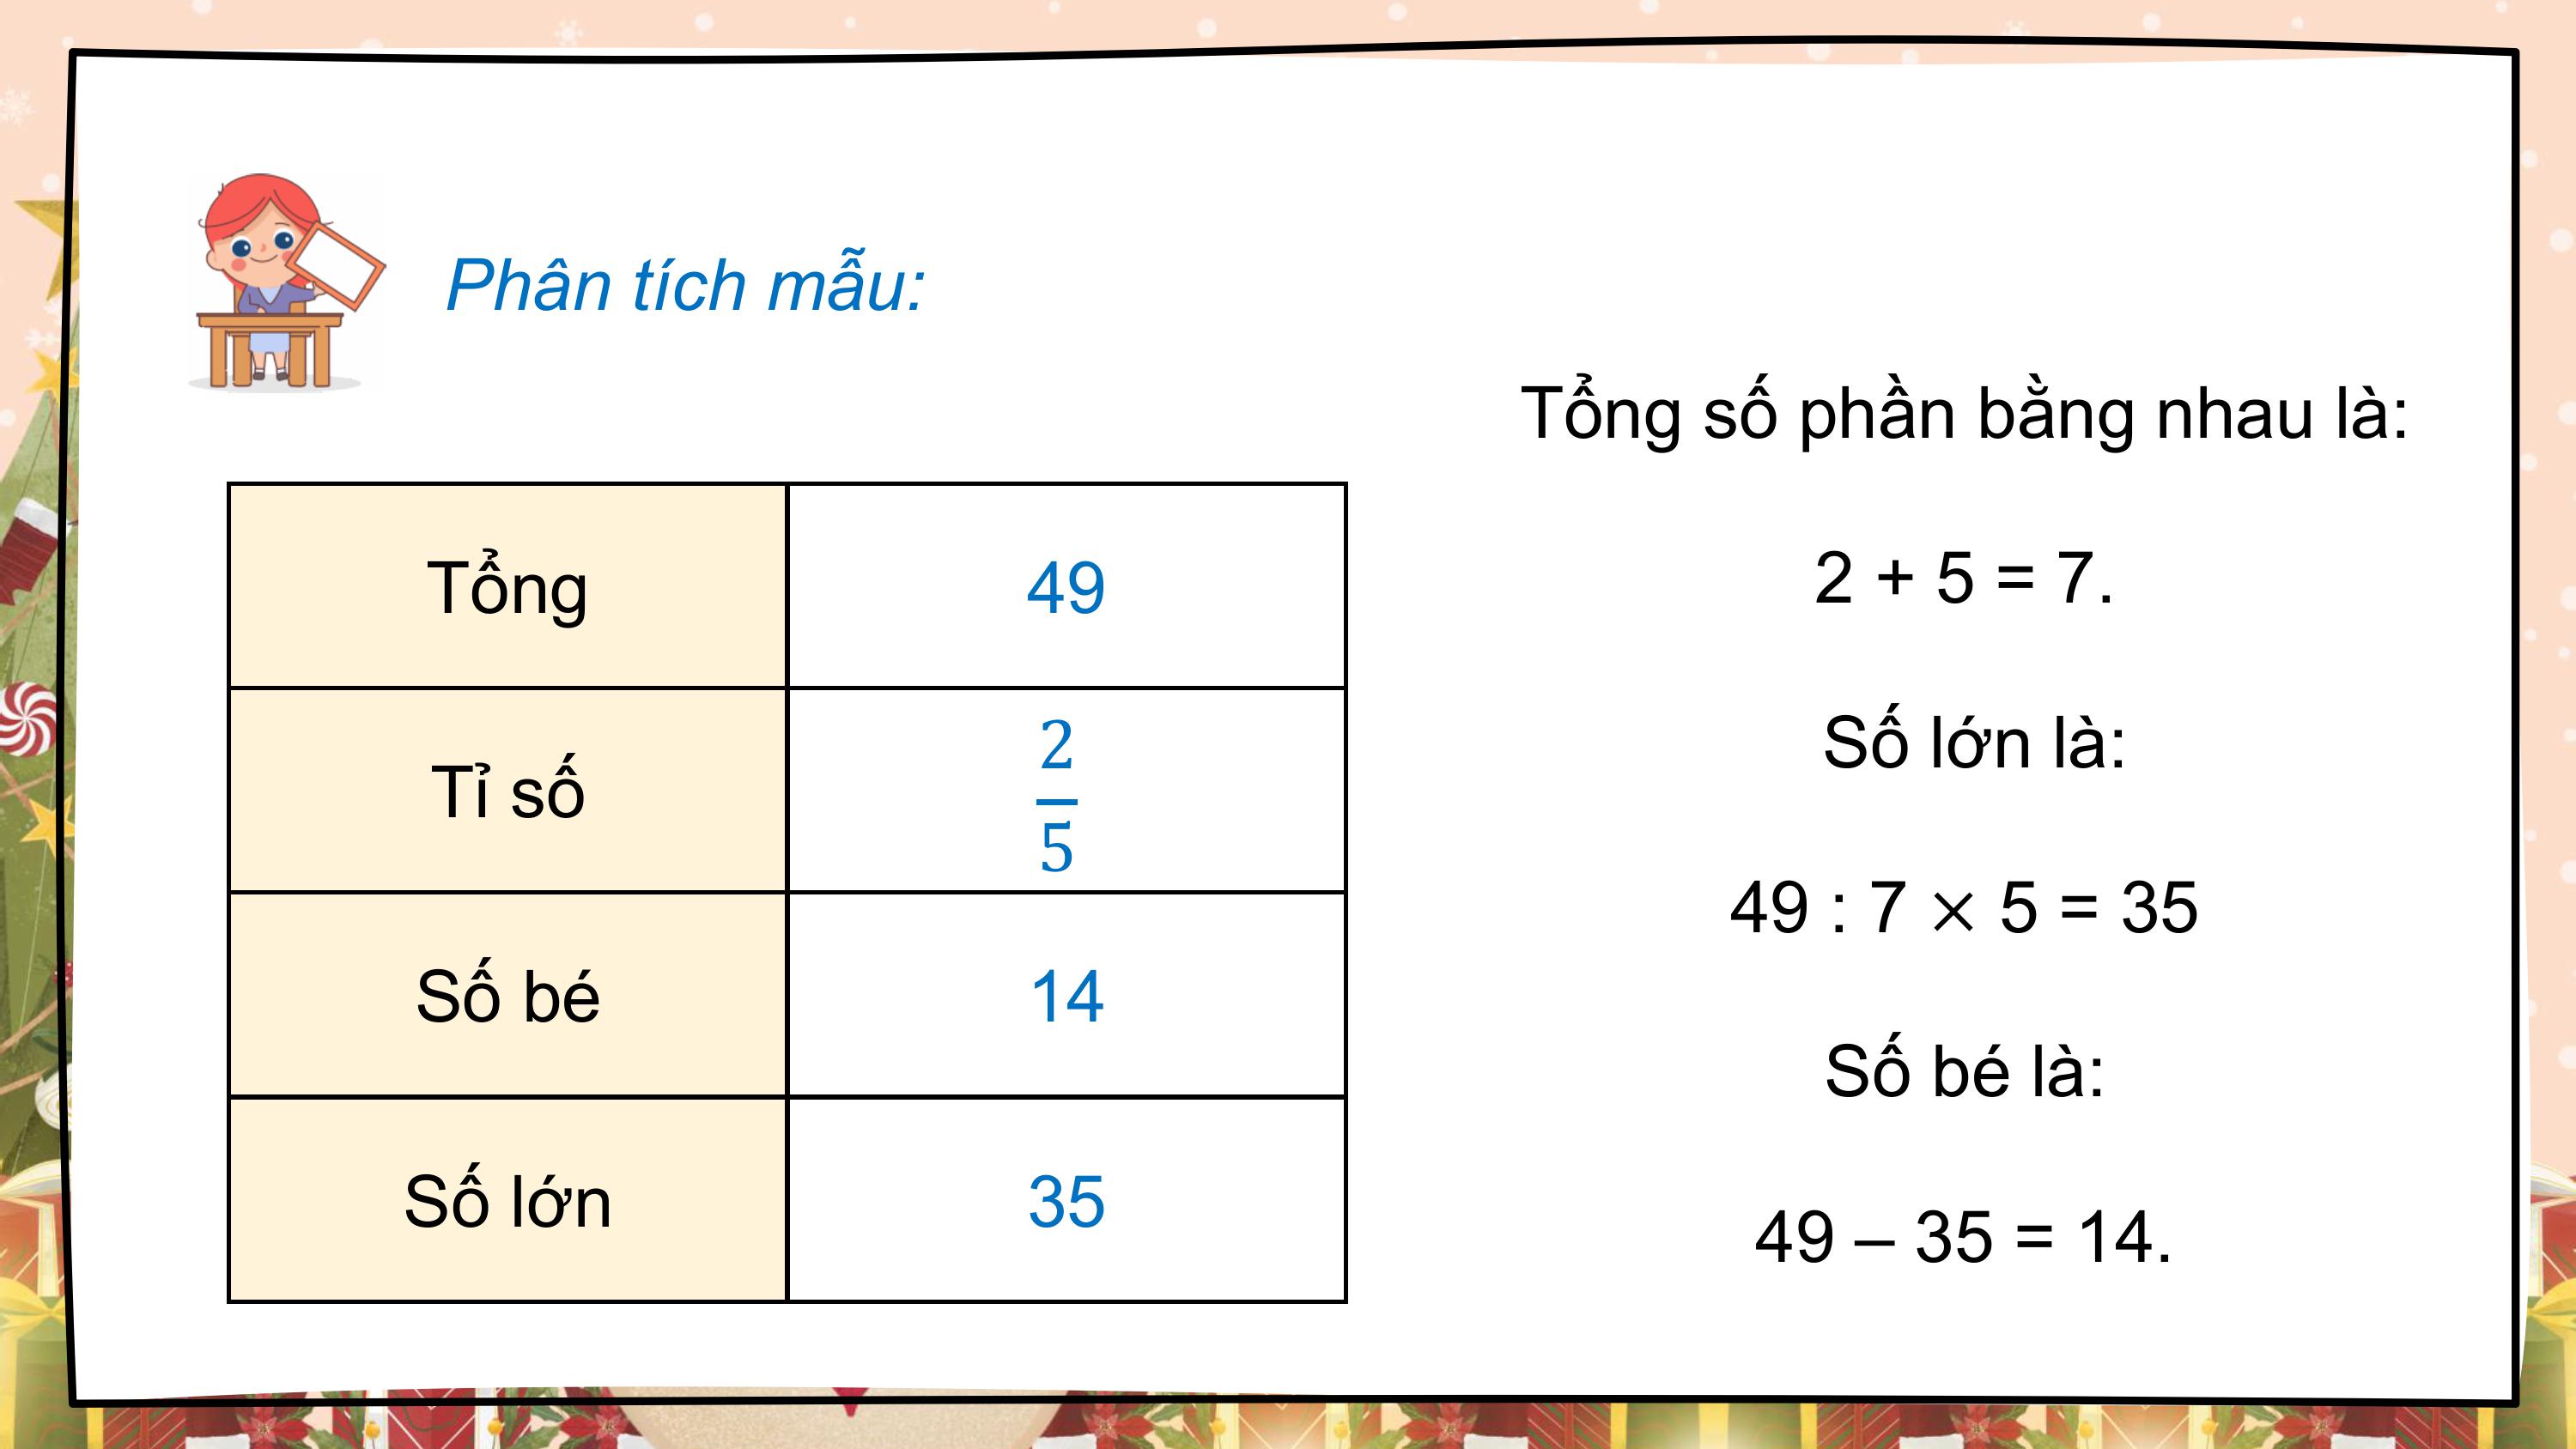 Phân tích mẫu:
Tổng 49
Tỉ số 2/5
Số bé 14
Số lớn 35
Tổng số phần bằng nhau là:
2 + 5 = 7.
Số lớn là:
49 : 7 × 5 = 35
Số bé là:
49 – 35 = 14.